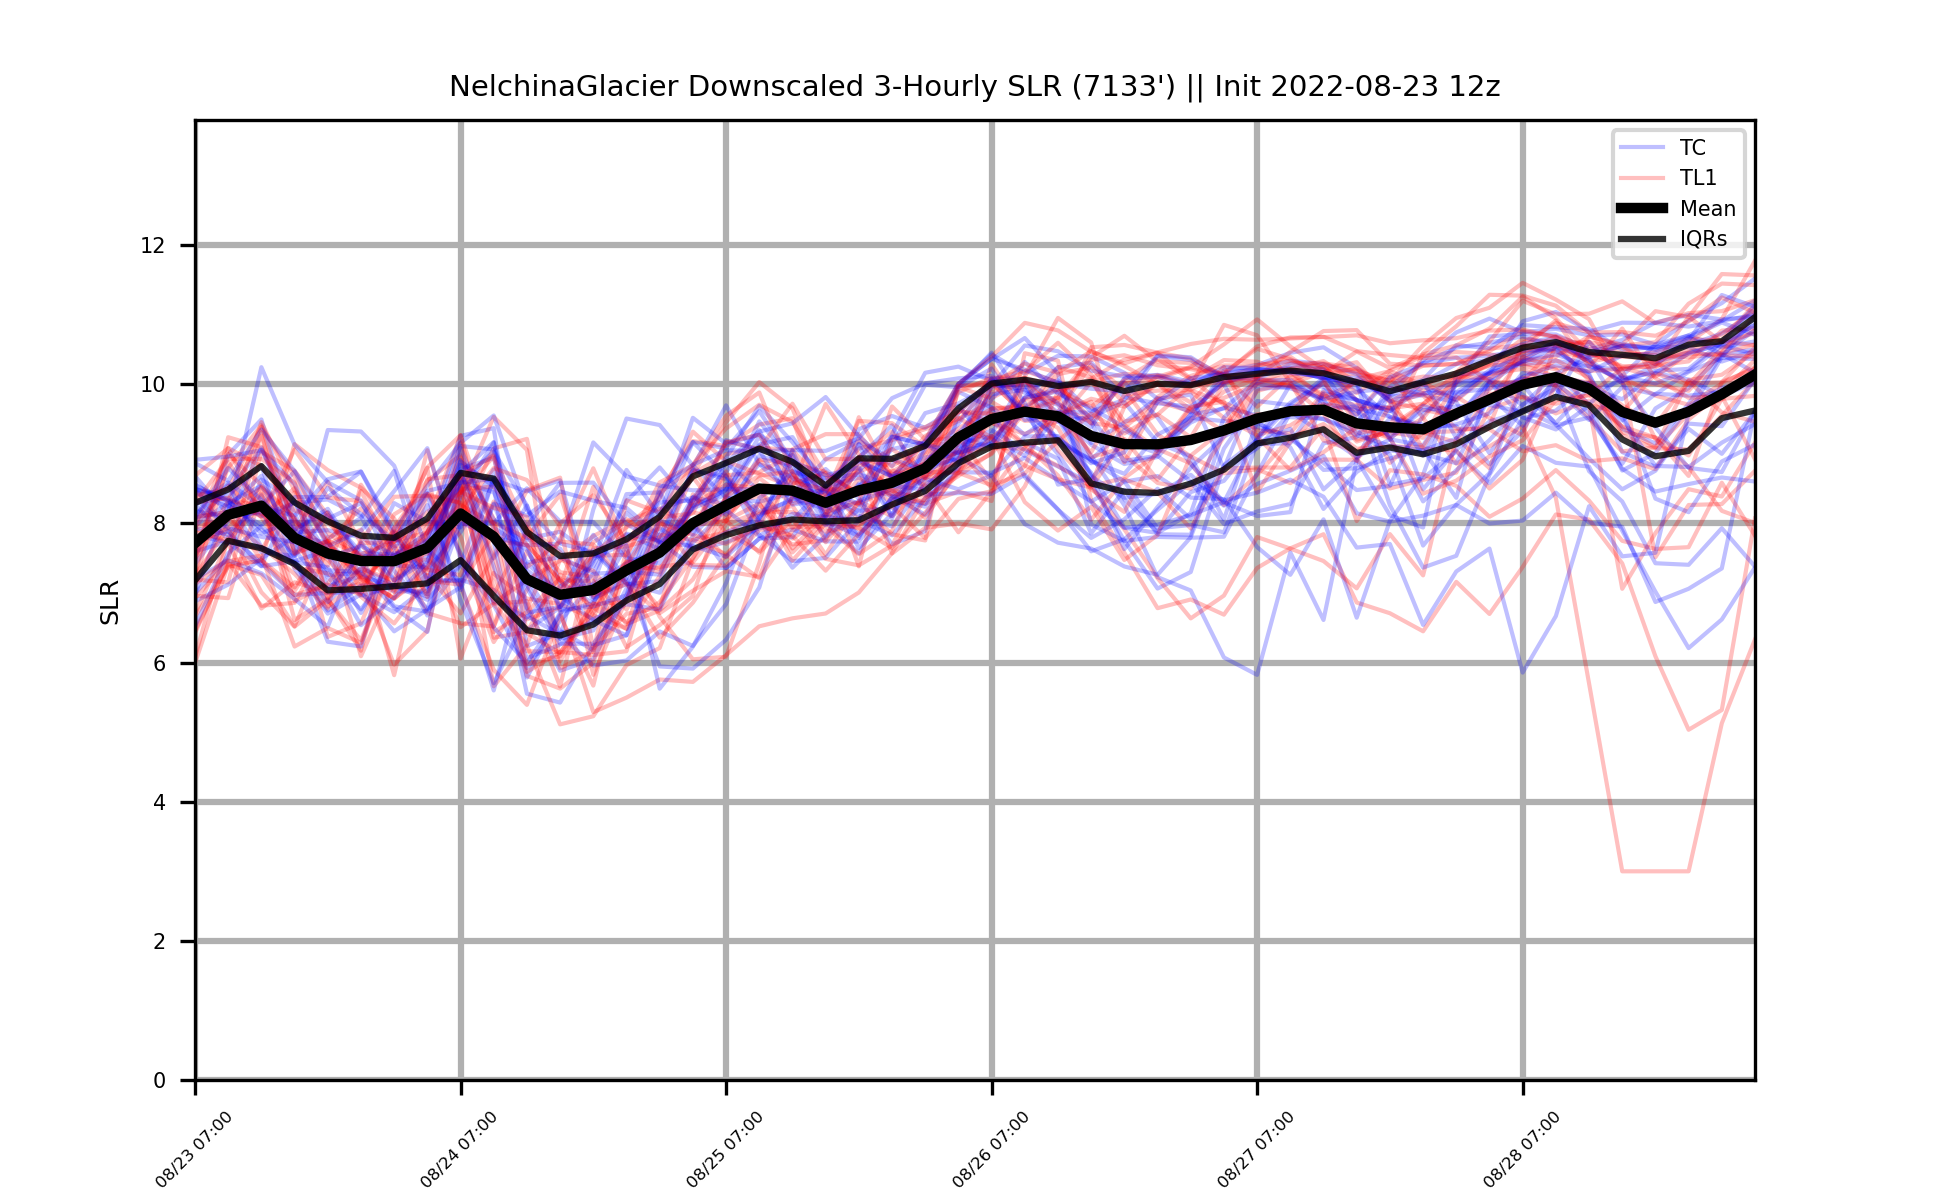 NelchinaGlacier Downscaled 3-Hourly SLR (7133') || Init 2022-08-23 12z
TC
TL1
Mean
IQRs
SLR
12
10
8
6
4
2
0
08/23 07:00
08/24 07:00
08/25 07:00
08/26 07:00
08/27 07:00
08/28 07:00